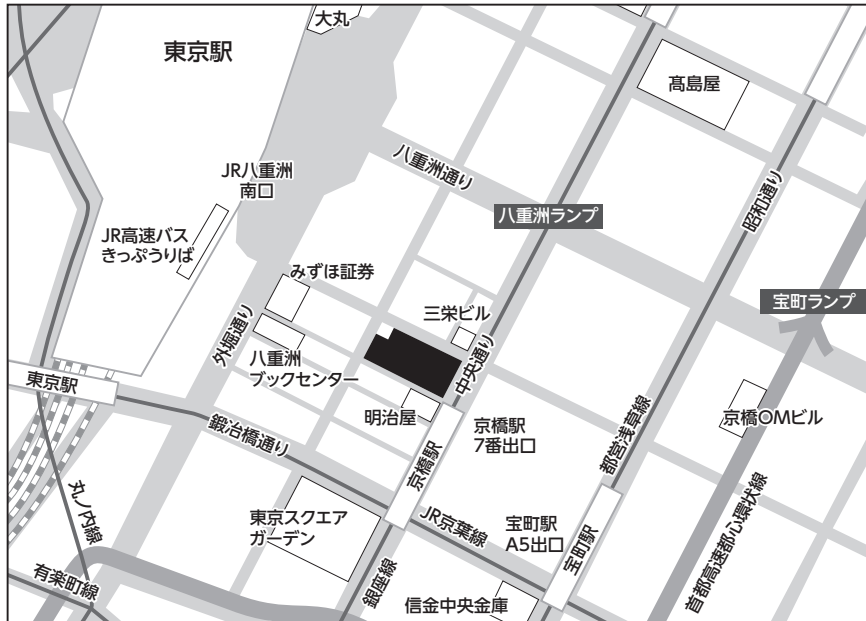 大丸
東京駅
髙島屋
八重洲通り
JR八重洲
南口
八重洲ランプ
昭和通り
JR高速バス
きっぷうりば
みずほ証券
宝町ランプ
三栄ビル
外堀通り
八重洲
ブックセンター
中央通り
東京駅
明治屋
京橋駅
7番出口
京橋OMビル
鍛冶橋通り
京橋駅
都営浅草線
丸ノ内線
東京スクエア
ガーデン
JR京葉線
宝町駅
A5出口
宝町駅
有楽町線
銀座線
信金中央金庫
首都高速都心環状線